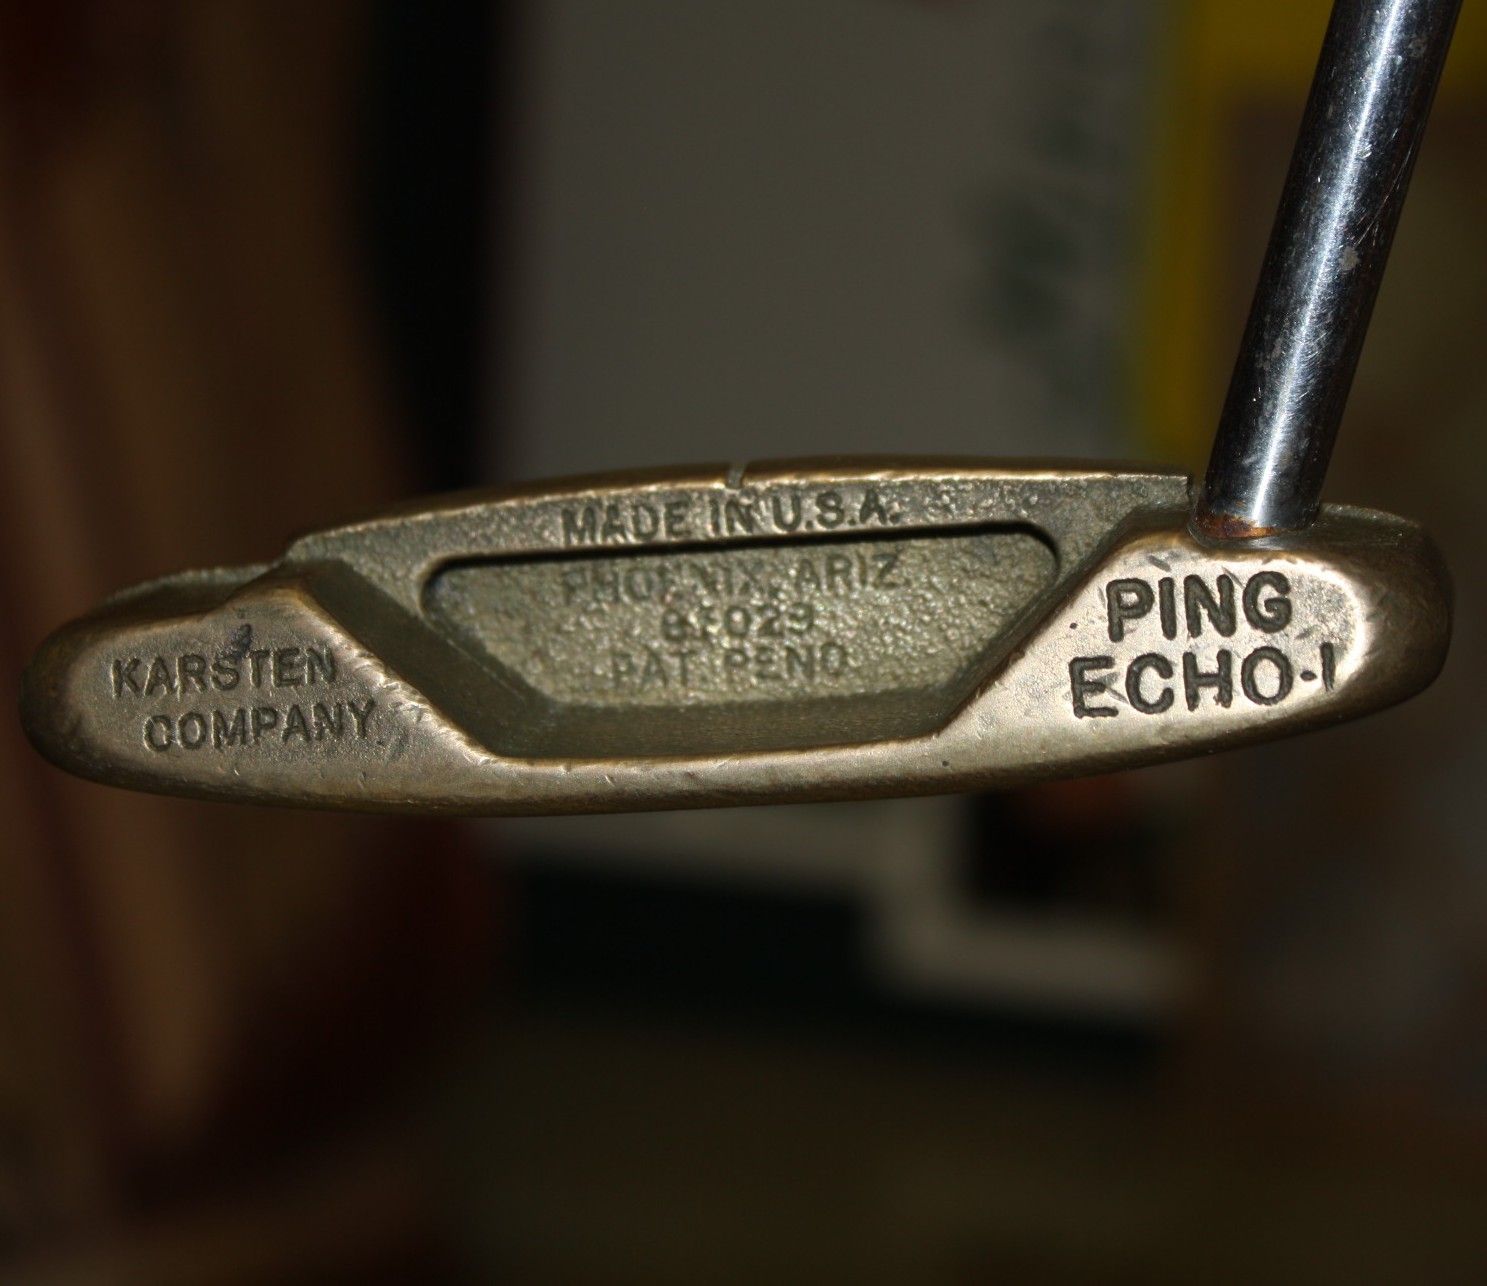 MADE IN U.S.A.
PHOENIX, ARIZ
85029
PAT PEND
KARSTEN
COMPANY
PING
ECHO-I